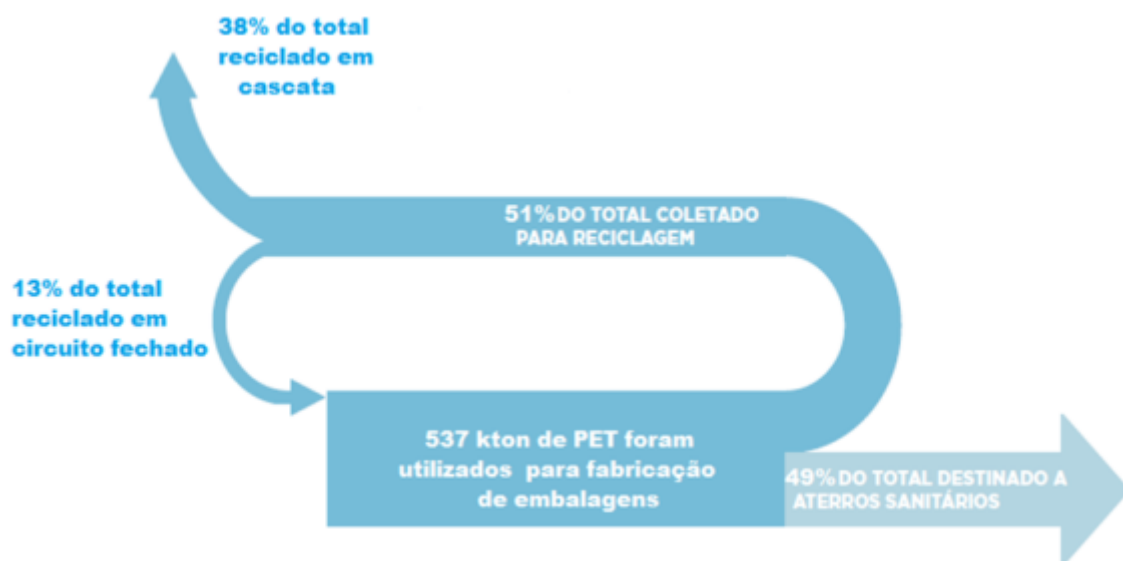 38% do total
reciclado em
cascata
51% DO TOTAL COLETADO
PARA RECICLAGEM
13% do total
reciclado em
circuito fechado
537 kton de PET foram
utilizados para fabricação
de embalagens
49% DO TOTAL DESTINADO A
ATERROS SANITÁRIOS